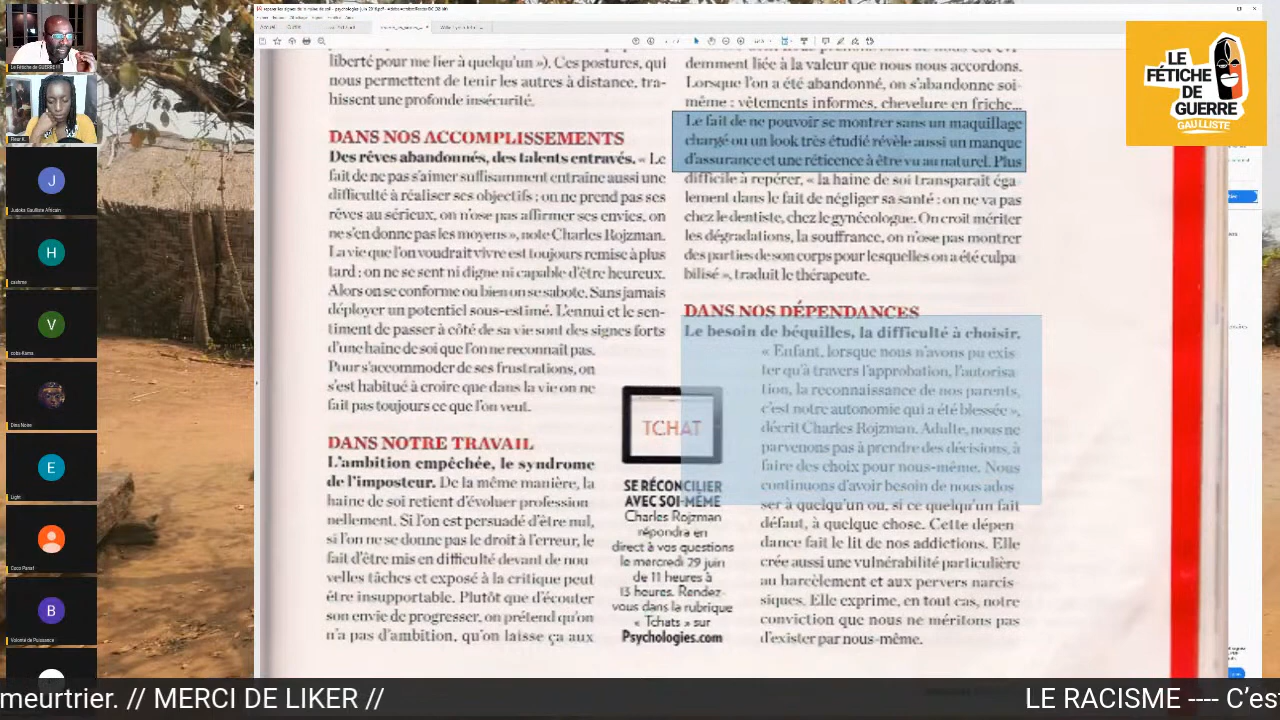 Le Fétiche de GUERRE
Fleur K.
J
Judoka Gaulliste Africain
H
V
coba Kama
Dina Noire
E
Light
Coco Panaf
B
Volonté de Puissance
Accueil
liberté pour me lier à quelqu'un »). Ces postures, qui
nous permettent de tenir les autres à distance, tra-
hissent une profonde insécurité.
DANS NOS ACCOMPLISSEMENTS
Des rêves abandonnés, des talents entravés. « Le
fait de ne pas s'aimer suffisamment entraîne aussi une
difficulté à réaliser ses objectifs : on ne prend pas ses
rêves au sérieux, on n'ose pas affirmer ses envies, on
ne s'en donne pas les moyens », note Charles Rojzman.
La vie que l'on voudrait vivre est toujours remise à plus
tard : on ne se sent ni digne ni capable d'être heureux.
Alors on se conforme ou bien on se sabote. Sans jamais
déployer un potentiel sous-estimé. L'ennui et le sen-
timent de passer à côté de sa vie sont des signes forts
d'une haine de soi que l'on ne reconnaît pas.
Pour s'accommoder de ses frustrations, on
s'est habitué à croire que dans la vie on ne
fait pas toujours ce que l'on veut.
DANS NOTRE TRAVAIL
L'ambition empêchée, le syndrome
de l'imposteur. De la même manière, la
haine de soi retient d'évoluer profession
nellement. Si l'on est persuadé d'être nul,
si l'on ne se donne pas le droit à l'erreur, le
fait d'être mis en difficulté devant de nou
velles tâches et exposé à la critique peut
être insupportable. Plutôt que d'écouter
son envie de progresser, on prétend qu'on
n'a pas d'ambition, qu'on laisse ça aux
TCHAT
SE RÉCONCILIER
AVEC SOI-MÊME
Charles Rojzman
répondra en
direct à vos questions
le mercredi 29 juin
de 11 heures à
13 heures. Rendez-
vous dans la rubrique
« Tchats » sur
Psychologies.com
demment liée à la valeur que nous nous accordons.
Lorsque l'on a été abandonné, on s'abandonne soi-
même : vêtements informes, chevelure en friche...
Le fait de ne pouvoir se montrer sans un maquillage
chargé ou un look très étudié révèle aussi un manque
d'assurance et une réticence à être vu au naturel. Plus
difficile à repérer, « la haine de soi transparaît éga-
lement dans le fait de négliger sa santé : on ne va pas
chez le dentiste, chez le gynécologue. On croit mériter
les dégradations, la souffrance, on n'ose pas montrer
des parties de son corps pour lesquelles on a été culpa-
bilisé », traduit le thérapeute.
DANS NOS DÉPENDANCES
Le besoin de béquilles, la difficulté à choisir.
« Enfant, lorsque nous n'avons pu exis-
ter qu'à travers l'approbation, l'autorisa-
tion, la reconnaissance de nos parents,
c'est notre autonomie qui a été blessée »,
décrit Charles Rojzman. Adulte, nous ne
parvenons pas à prendre des décisions, à
faire des choix pour nous-même. Nous
continuons d'avoir besoin de nous ados-
ser à quelqu'un ou, si ce quelqu'un fait
défaut, à quelque chose. Cette dépen-
dance fait le lit de nos addictions. Elle
crée aussi une vulnérabilité particulière
au harcèlement et aux pervers narcis-
siques. Elle exprime, en tout cas, notre
conviction que nous ne méritons pas
d'exister par nous-même.
LE
FÉTICHE
DE
GUERRE
GAULLISTE
meurtrier. // MERCI DE LIKER // LE RACISME ---- C'es